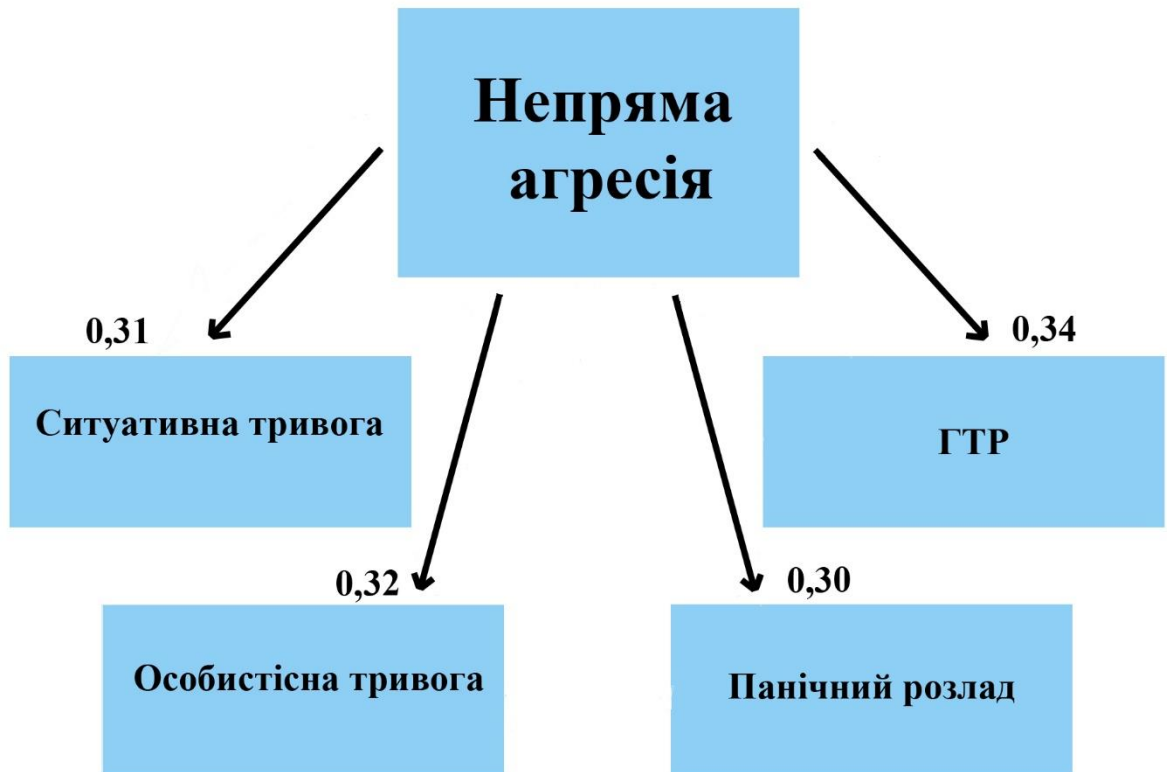 Непряма
агресія
0,31
0,34
Ситуативна тривога
ГТР
0,32
0,30
Особистісна тривога
Панічний розлад